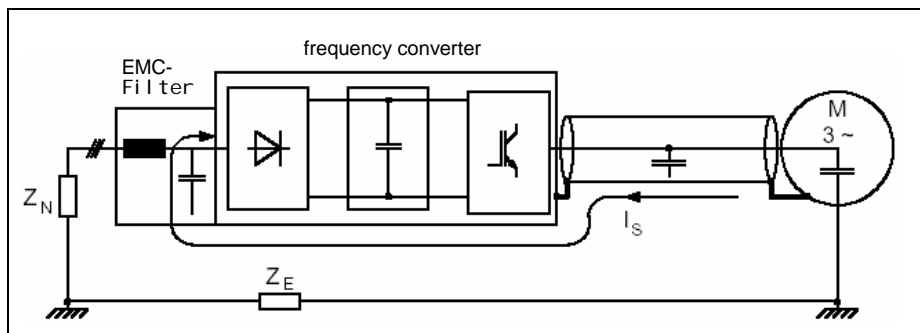 frequency converter
EMC-
Filter
M
3 ~
Z_N
I_S
Z_E